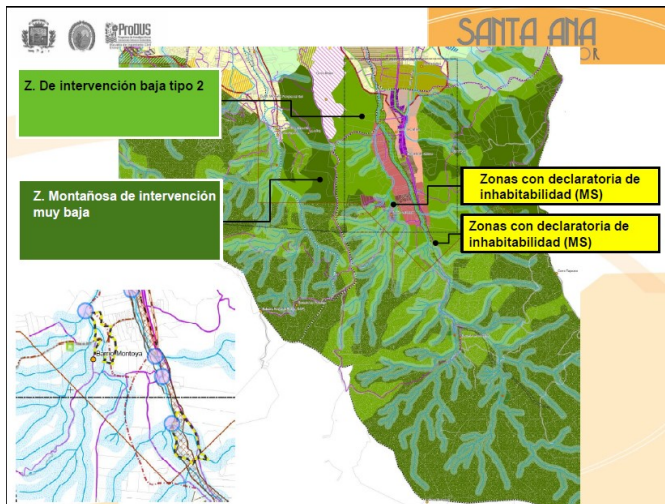 ProDUS
SANTA ANA
Z. De intervención baja tipo 2
Z. Montañosa de intervención
muy baja
Zonas con declaratoria de
inhabitabilidad (MS)
Zonas con declaratoria de
inhabitabilidad (MS)
Barrio Montoya